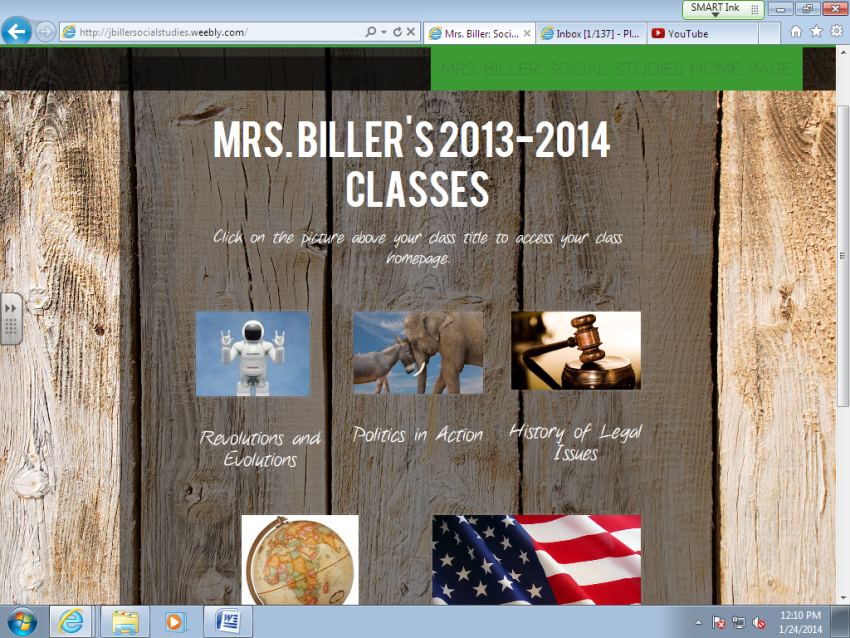 SMART Ink
http://jbillersocialstudies.weebly.com/
Mrs. Biller: Soci...
Inbox [1/137] - Pl...
YouTube
MRS. BILLER: SOCIAL STUDIES HOME PAGE
MRS. BILLER'S 2013-2014
CLASSES
Click on the picture above your class title to access your class
homepage.
Revolutions and
Evolutions
Politics in Action
History of Legal
Issues
12:10 PM
1/24/2014